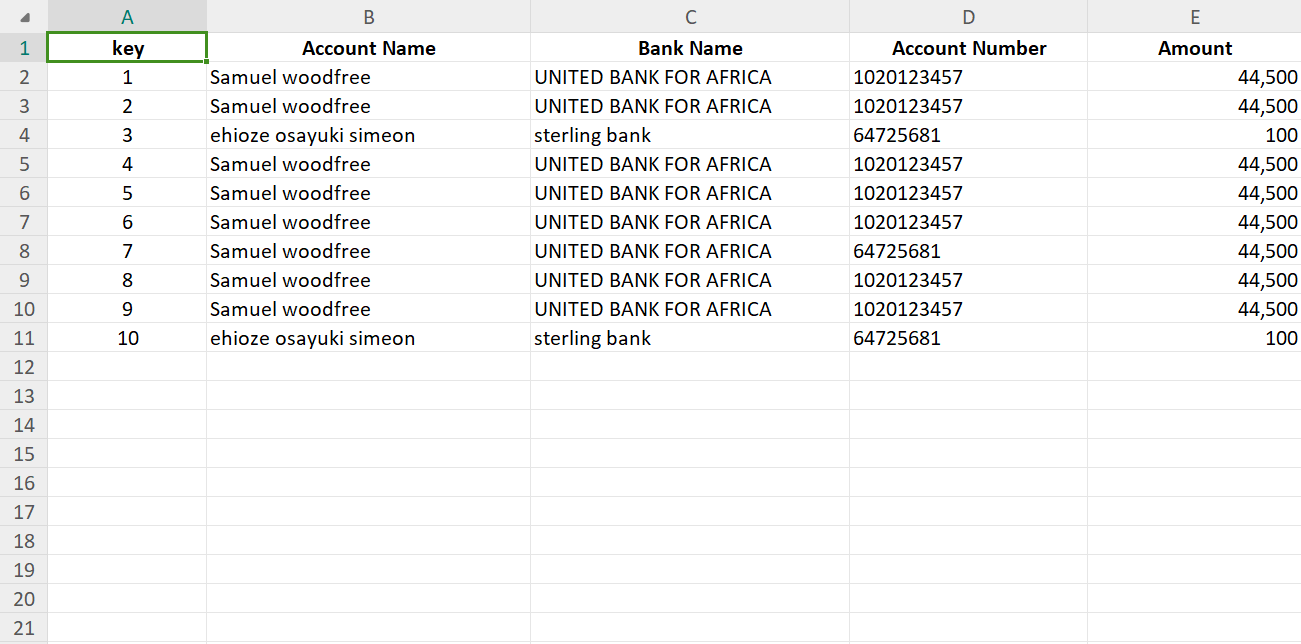 A B C D E
1 key Account Name Bank Name Account Number Amount
2 1 Samuel woodfree UNITED BANK FOR AFRICA 1020123457 44,500
3 2 Samuel woodfree UNITED BANK FOR AFRICA 1020123457 44,500
4 3 ehioze osayuki simeon sterling bank 64725681 100
5 4 Samuel woodfree UNITED BANK FOR AFRICA 1020123457 44,500
6 5 Samuel woodfree UNITED BANK FOR AFRICA 1020123457 44,500
7 6 Samuel woodfree UNITED BANK FOR AFRICA 1020123457 44,500
8 7 Samuel woodfree UNITED BANK FOR AFRICA 64725681 44,500
9 8 Samuel woodfree UNITED BANK FOR AFRICA 1020123457 44,500
10 9 Samuel woodfree UNITED BANK FOR AFRICA 1020123457 44,500
11 10 ehioze osayuki simeon sterling bank 64725681 100
12
13
14
15
16
17
18
19
20
21